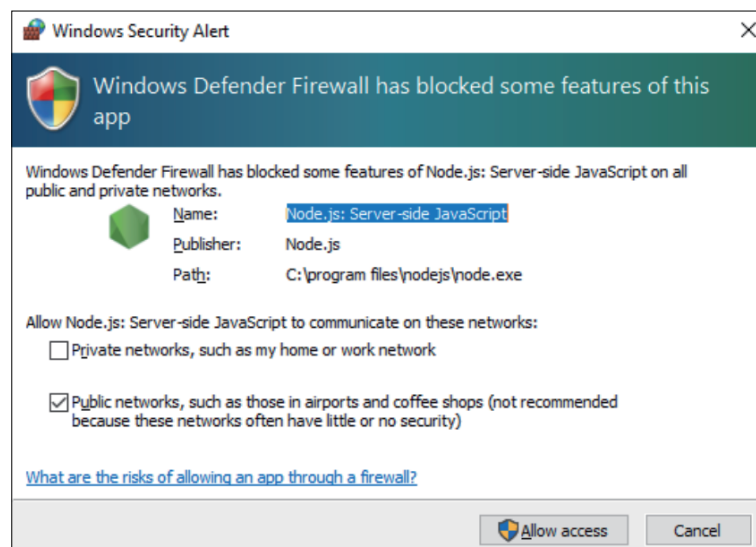 Windows Security Alert
Windows Defender Firewall has blocked some features of this
app
Windows Defender Firewall has blocked some features of Node.js: Server-side JavaScript on all
public and private networks.
Name: Node.js: Server-side JavaScript
Publisher: Node.js
Path: C:\program files\nodejs\node.exe
Allow Node.js: Server-side JavaScript to communicate on these networks:
Private networks, such as my home or work network
Public networks, such as those in airports and coffee shops (not recommended
because these networks often have little or no security)
What are the risks of allowing an app through a firewall?
Allow access Cancel